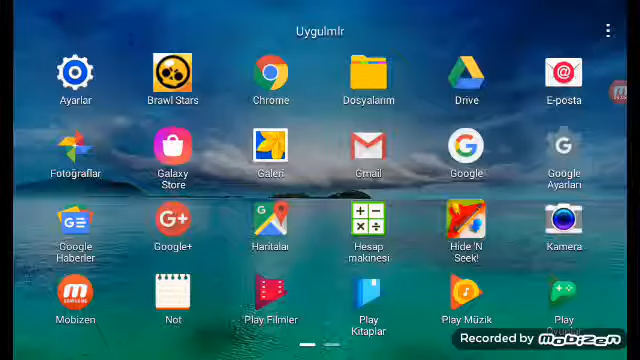 Uygulmlr
Ayarlar
Brawl Stars
Chrome
Dosyalarım
Drive
E-posta
Fotoğraflar
Galaxy
Store
Galeri
Gmail
Google
Google
Ayarları
Google
Haberler
Google+
Haritalar
Hesap
makinesi
Hide 'N
Seek!
Kamera
Mobizen
Not
Play Filmler
Play
Kitaplar
Play Müzik
Play
Recorded by MOBIZEN